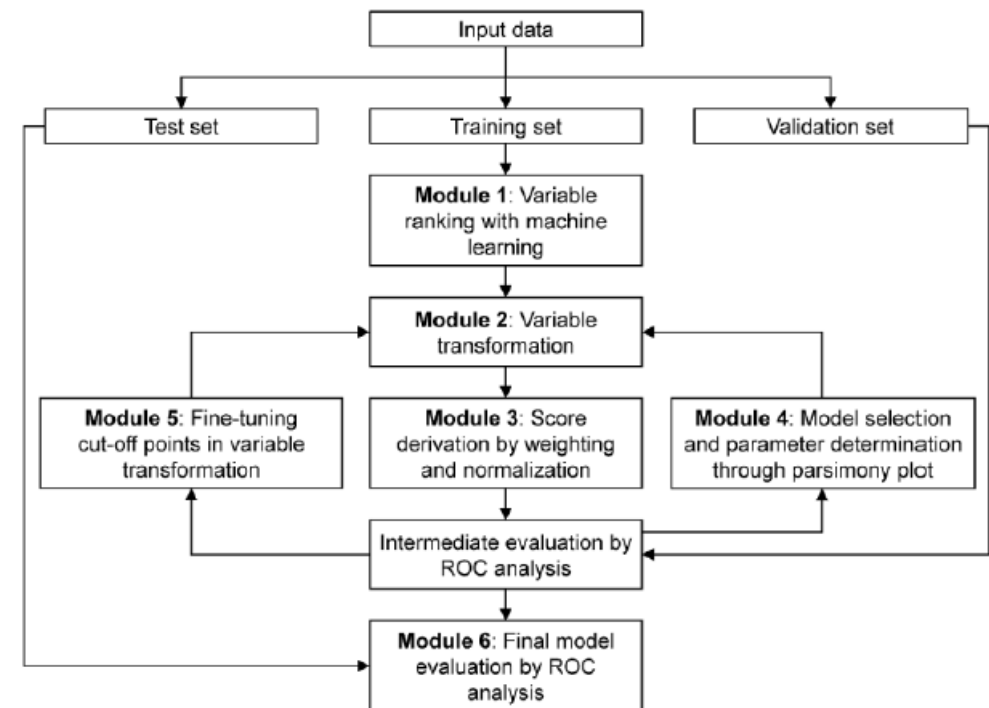 Input data
Test set
Training set
Validation set
Module 1: Variable
ranking with machine
learning
Module 2: Variable
transformation
Module 5: Fine-tuning
cut-off points in variable
transformation
Module 3: Score
derivation by weighting
and normalization
Module 4: Model selection
and parameter determination
through parsimony plot
Intermediate evaluation by
ROC analysis
Module 6: Final model
evaluation by ROC
analysis